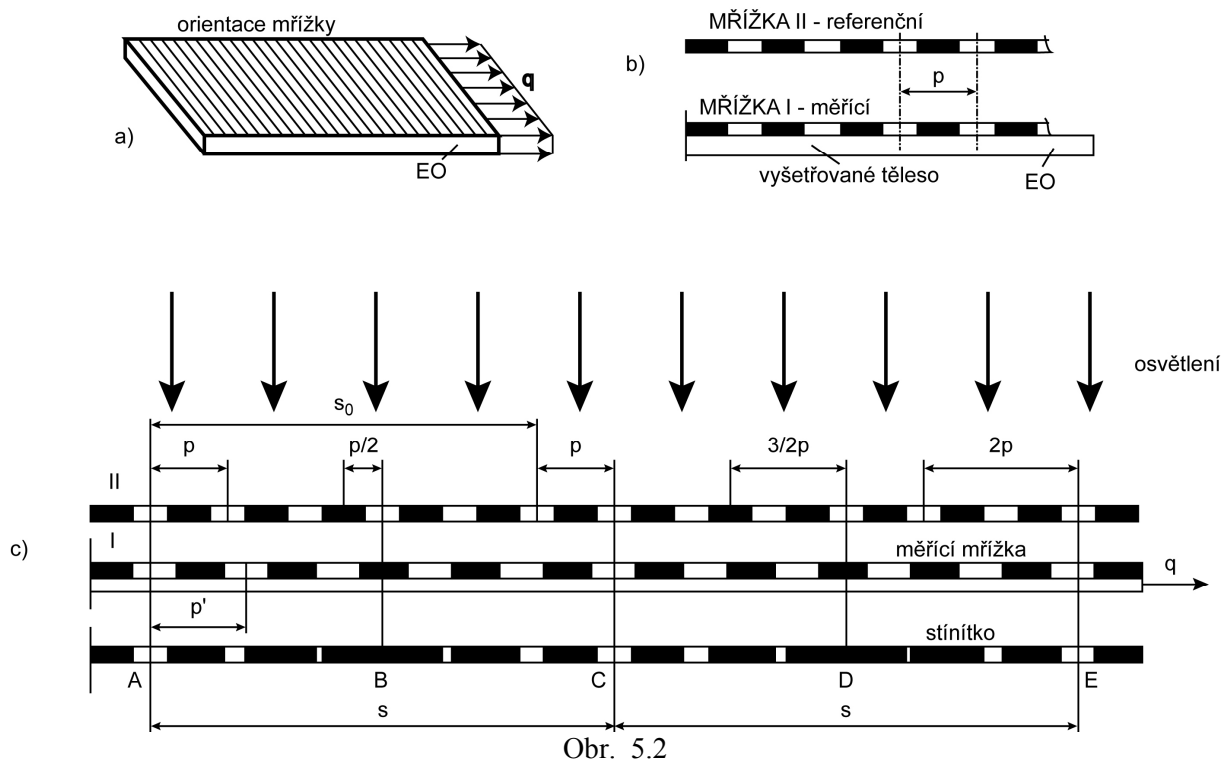 orientace mřížky
q
a)
EO
MŘÍŽKA II - referenční
b)
p
MŘÍŽKA I - měřící
vyšetřované těleso
EO
osvětlení
s0
p
p/2
p
3/2p
2p
II
c)
I
měřící mřížka
q
p'
stínítko
A
B
C
D
E
s
s
Obr. 5.2